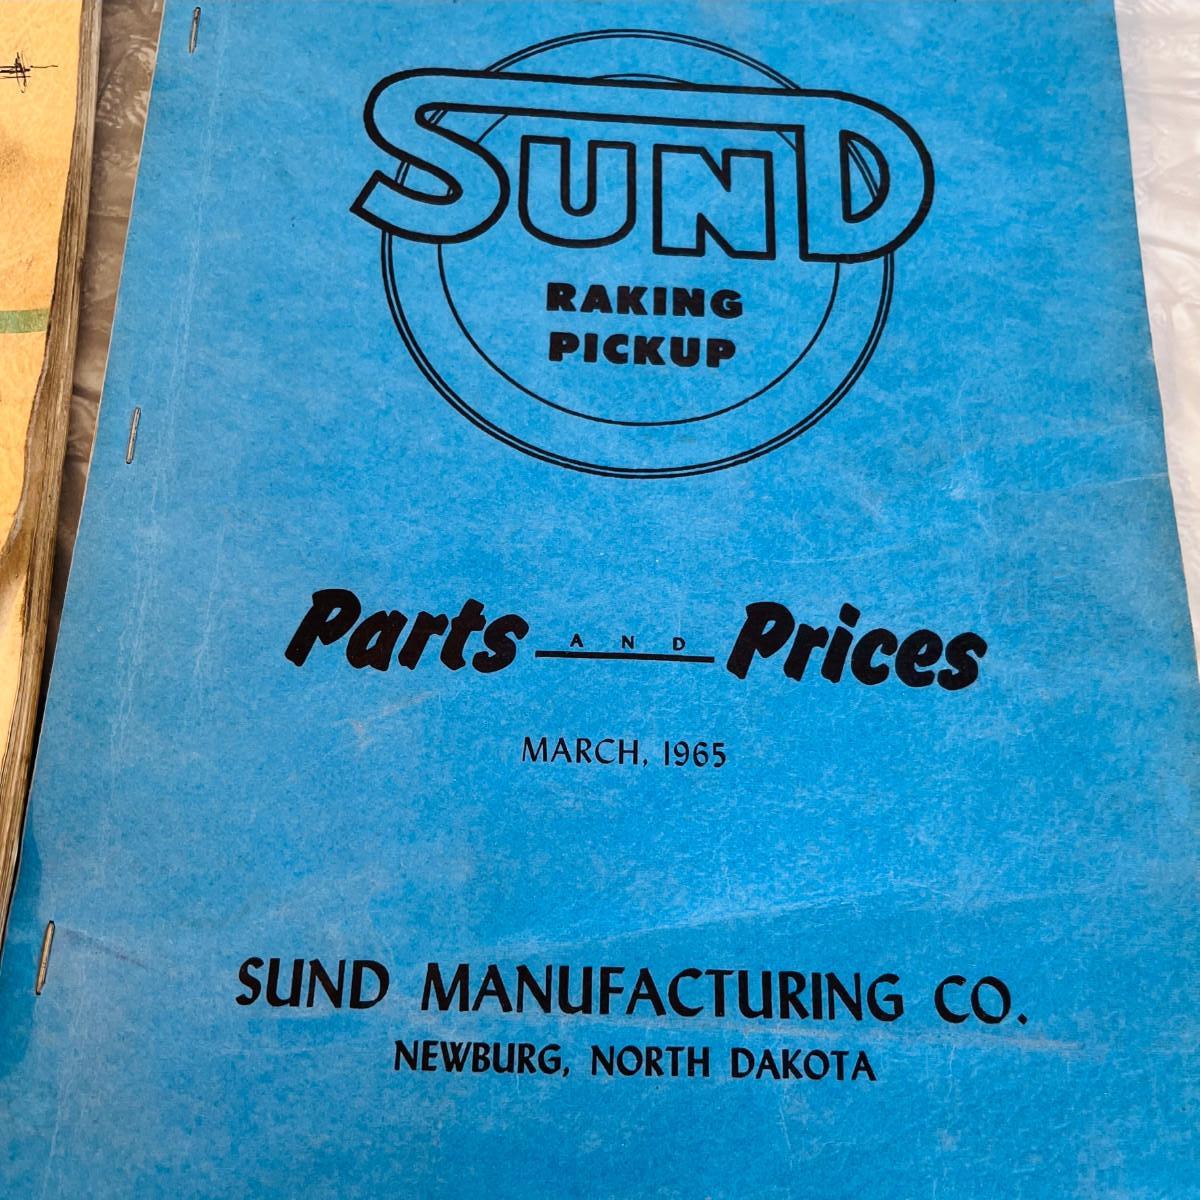 SUND
RAKING
PICKUP
Parts AND Prices
MARCH, 1965
SUND MANUFACTURING CO.
NEWBURG, NORTH DAKOTA